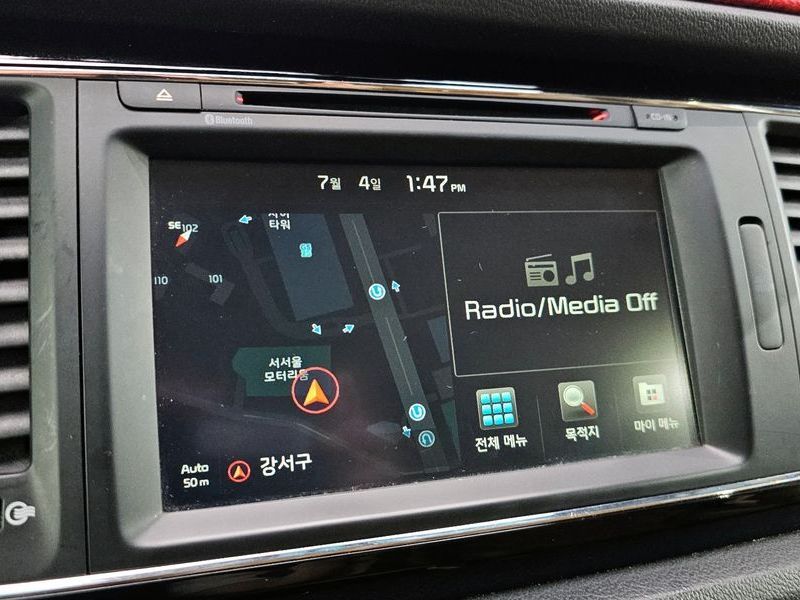 Bluetooth
CD-IN
7월 4일 1:47 PM
SE 102
타워
110
101
Radio/Media Off
서서울
모터리움
전체 메뉴
목적지
마이 메뉴
Auto
50m
강서구